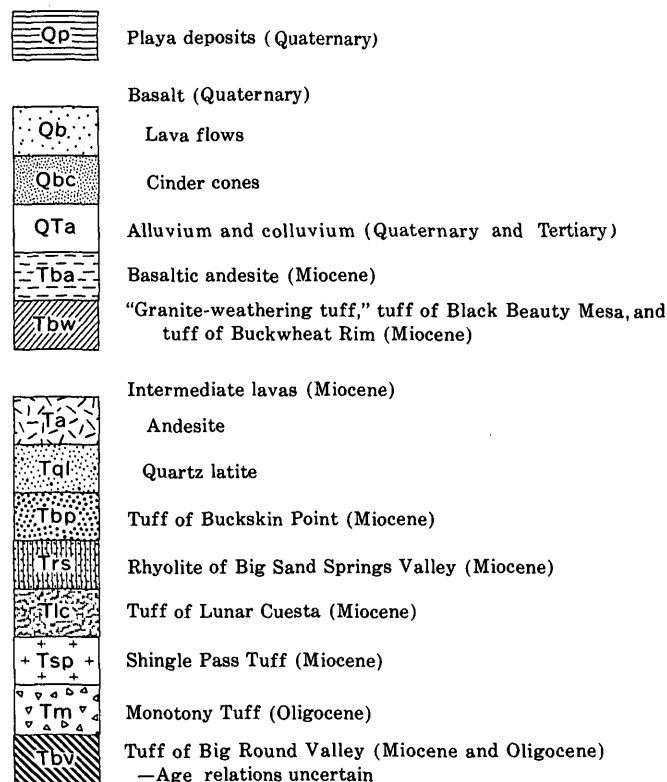 Qp Playa deposits (Quaternary)
Basalt (Quaternary)
Qb Lava flows
Qbc Cinder cones
QTa Alluvium and colluvium (Quaternary and Tertiary)
Tba Basaltic andesite (Miocene)
Tbw “Granite-weathering tuff,” tuff of Black Beauty Mesa, and
tuff of Buckwheat Rim (Miocene)
Intermediate lavas (Miocene)
Ta Andesite
Tql Quartz latite
Tbp Tuff of Buckskin Point (Miocene)
Trs Rhyolite of Big Sand Springs Valley (Miocene)
Tlc Tuff of Lunar Cuesta (Miocene)
Tsp Shingle Pass Tuff (Miocene)
Tm Monotony Tuff (Oligocene)
Tbv Tuff of Big Round Valley (Miocene and Oligocene)
—Age relations uncertain